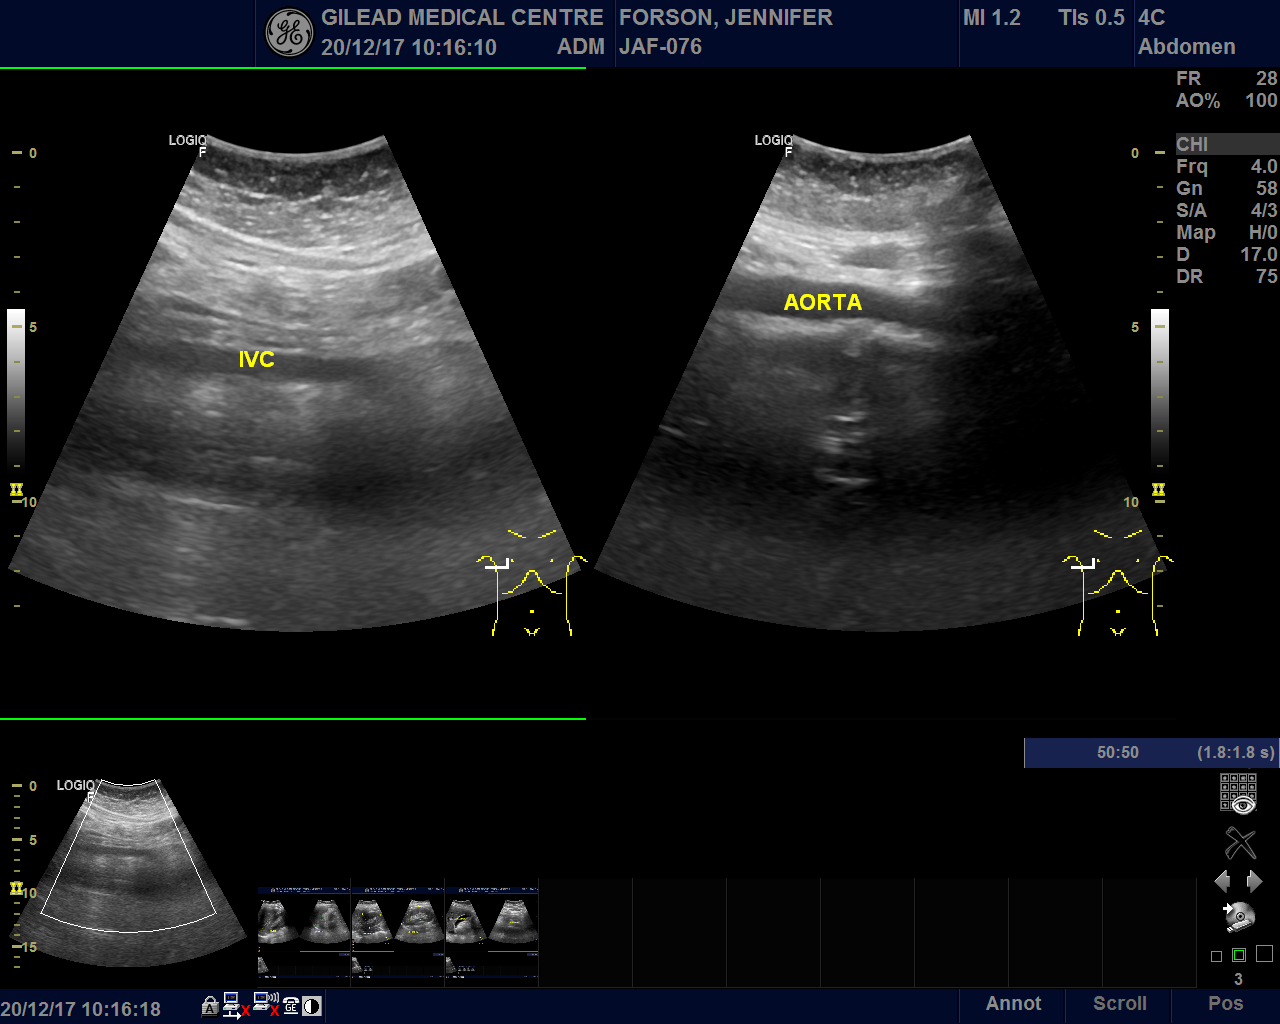 GILEAD MEDICAL CENTRE
20/12/17 10:16:10 ADM
FORSON, JENNIFER
JAF-076
MI 1.2 TIs 0.5
4C
Abdomen
FR 28
AO% 100
CHI
Frq 4.0
Gn 58
S/A 4/3
Map H/0
D 17.0
DR 75
LOGIQ
F
0
5
10
IVC
LOGIQ
F
0
5
10
AORTA
50:50 (1.8:1.8 s)
LOGIQ
F
0
5
10
15
3
20/12/17 10:16:18
A
GE
Annot
Scroll
Pos